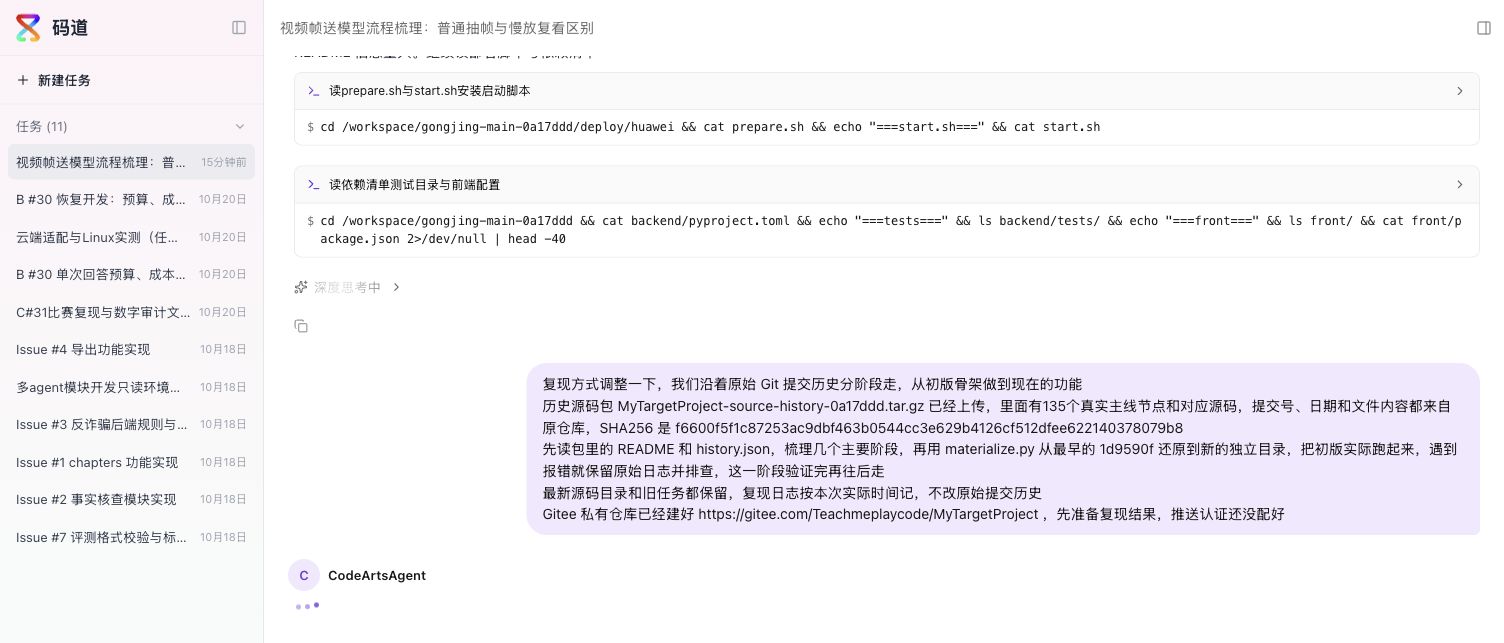 码道
视频帧送模型流程梳理：普通抽帧与慢放复看区别
新建任务
任务 (11)
视频帧送模型流程梳理：普... 15分钟前
B #30 恢复开发：预算、成... 10月20日
云端适配与Linux实测（任... 10月20日
B #30 单次回答预算、成本... 10月20日
C#31比赛复现与数字审计文... 10月20日
Issue #4 导出功能实现 10月18日
多agent模块开发只读环境... 10月18日
Issue #3 反诈骗后端规则与... 10月18日
Issue #1 chapters 功能实现 10月18日
Issue #2 事实核查模块实现 10月18日
Issue #7 评测格式校验与标... 10月18日
读prepare.sh与start.sh安装启动脚本
$ cd /workspace/gongjing-main-0a17ddd/deploy/huawei && cat prepare.sh && echo "===start.sh===" && cat start.sh
读依赖清单测试目录与前端配置
$ cd /workspace/gongjing-main-0a17ddd && cat backend/pyproject.toml && echo "===tests===" && ls backend/tests/ && echo "===front===" && ls front/ && cat front/p
ackage.json 2>/dev/null | head -40
深度思考中
复现方式调整一下，我们沿着原始 Git 提交历史分阶段走，从初版骨架做到现在的功能
历史源码包 MyTargetProject-source-history-0a17ddd.tar.gz 已经上传，里面有135个真实主线节点和对应源码，提交号、日期和文件内容都来自
原仓库，SHA256 是 f6600f5f1c87253ac9dbf463b0544cc3e629b4126cf512dfee622140378079b8
先读包里的 README 和 history.json，梳理几个主要阶段，再用 materialize.py 从最早的 1d9590f 还原到新的独立目录，把初版实际跑起来，遇到
报错就保留原始日志并排查，这一阶段验证完再往后走
最新源码目录和旧任务都保留，复现日志按本次实际时间记，不改原始提交历史
Gitee 私有仓库已经建好 https://gitee.com/Teachmeplaycode/MyTargetProject ，先准备复现结果，推送认证还没配好
C CodeArtsAgent